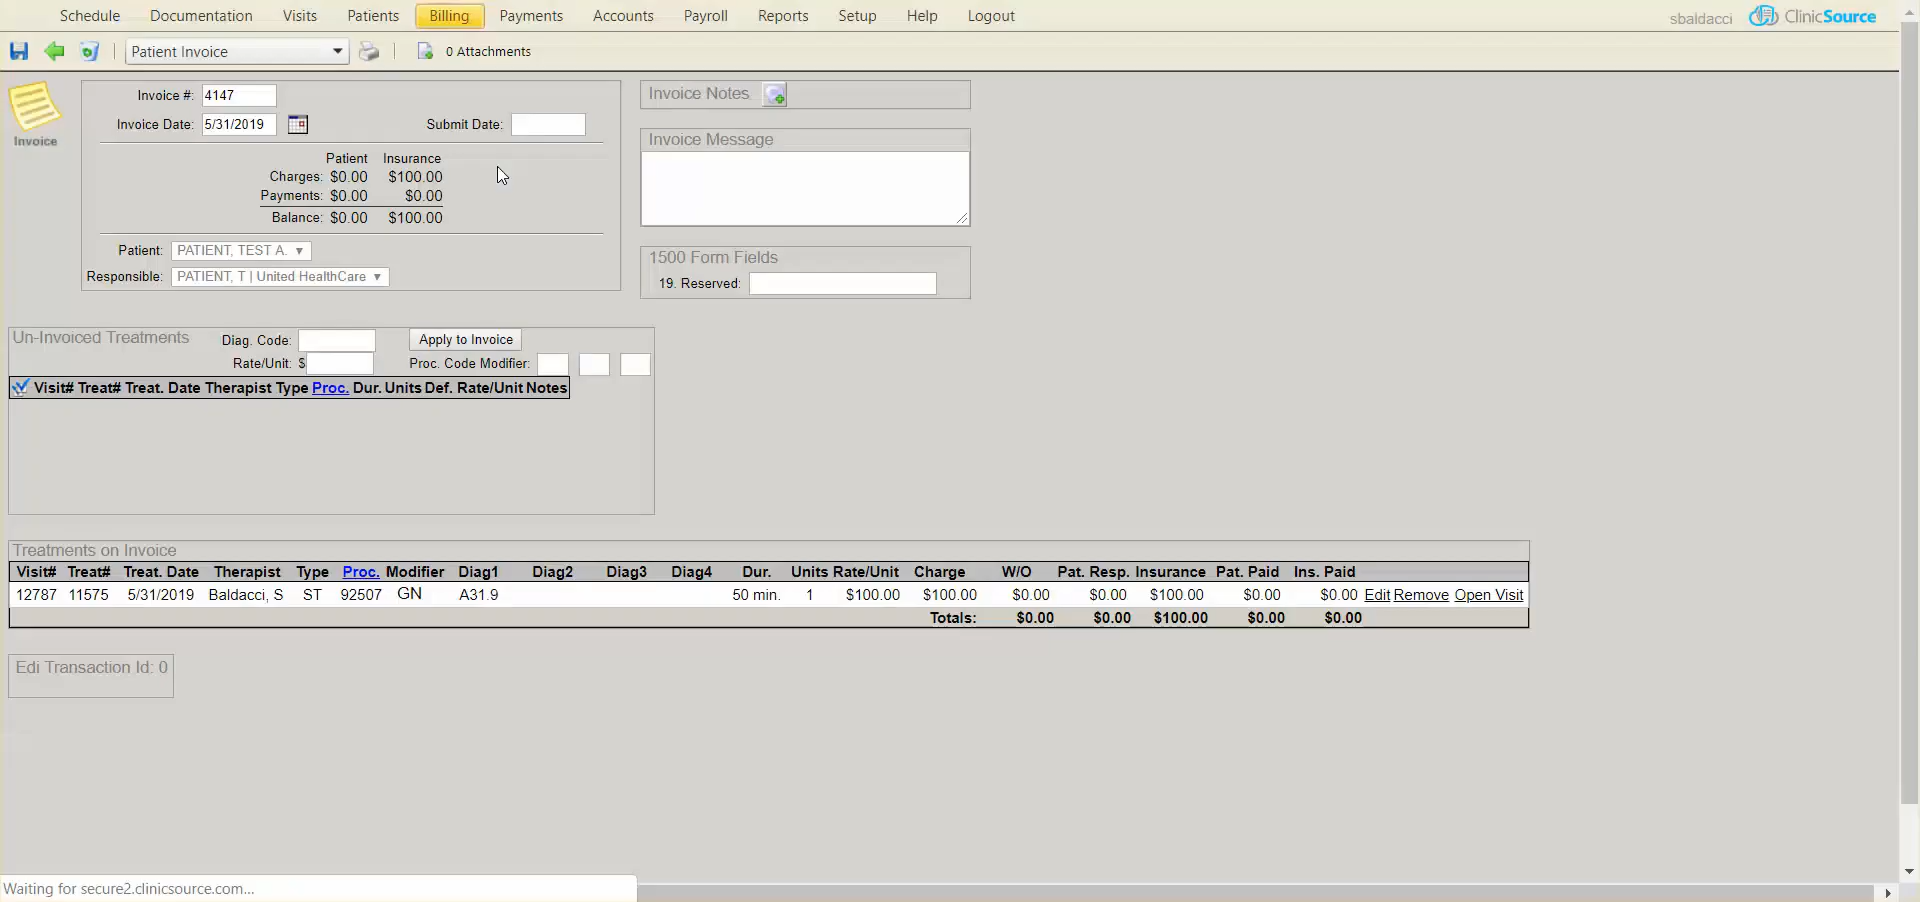 Schedule Documentation Visits Patients Billing Payments Accounts Payroll Reports Setup Help Logout sbaldacci ClinicSource
Patient Invoice 0 Attachments
Invoice
Invoice #: 4147
Invoice Date: 5/31/2019 Submit Date:
Patient Insurance
Charges: $0.00 $100.00
Payments: $0.00 $0.00
Balance: $0.00 $100.00
Patient: PATIENT, TEST A.
Responsible: PATIENT, T | United HealthCare
Invoice Notes
Invoice Message
1500 Form Fields
19. Reserved:
Un-Invoiced Treatments Diag. Code: Apply to Invoice
Rate/Unit: $ Proc. Code Modifier:
Visit# Treat# Treat. Date Therapist Type Proc. Dur. Units Def. Rate/Unit Notes
Treatments on Invoice
Visit# Treat# Treat. Date Therapist Type Proc. Modifier Diag1 Diag2 Diag3 Diag4 Dur. Units Rate/Unit Charge W/O Pat. Resp. Insurance Pat. Paid Ins. Paid
12787 11575 5/31/2019 Baldacci, S ST 92507 GN A31.9 50 min. 1 $100.00 $100.00 $0.00 $0.00 $100.00 $0.00 $0.00 Edit Remove Open Visit
Totals: $0.00 $0.00 $100.00 $0.00 $0.00
Edi Transaction Id: 0
Waiting for secure2.clinicsource.com...